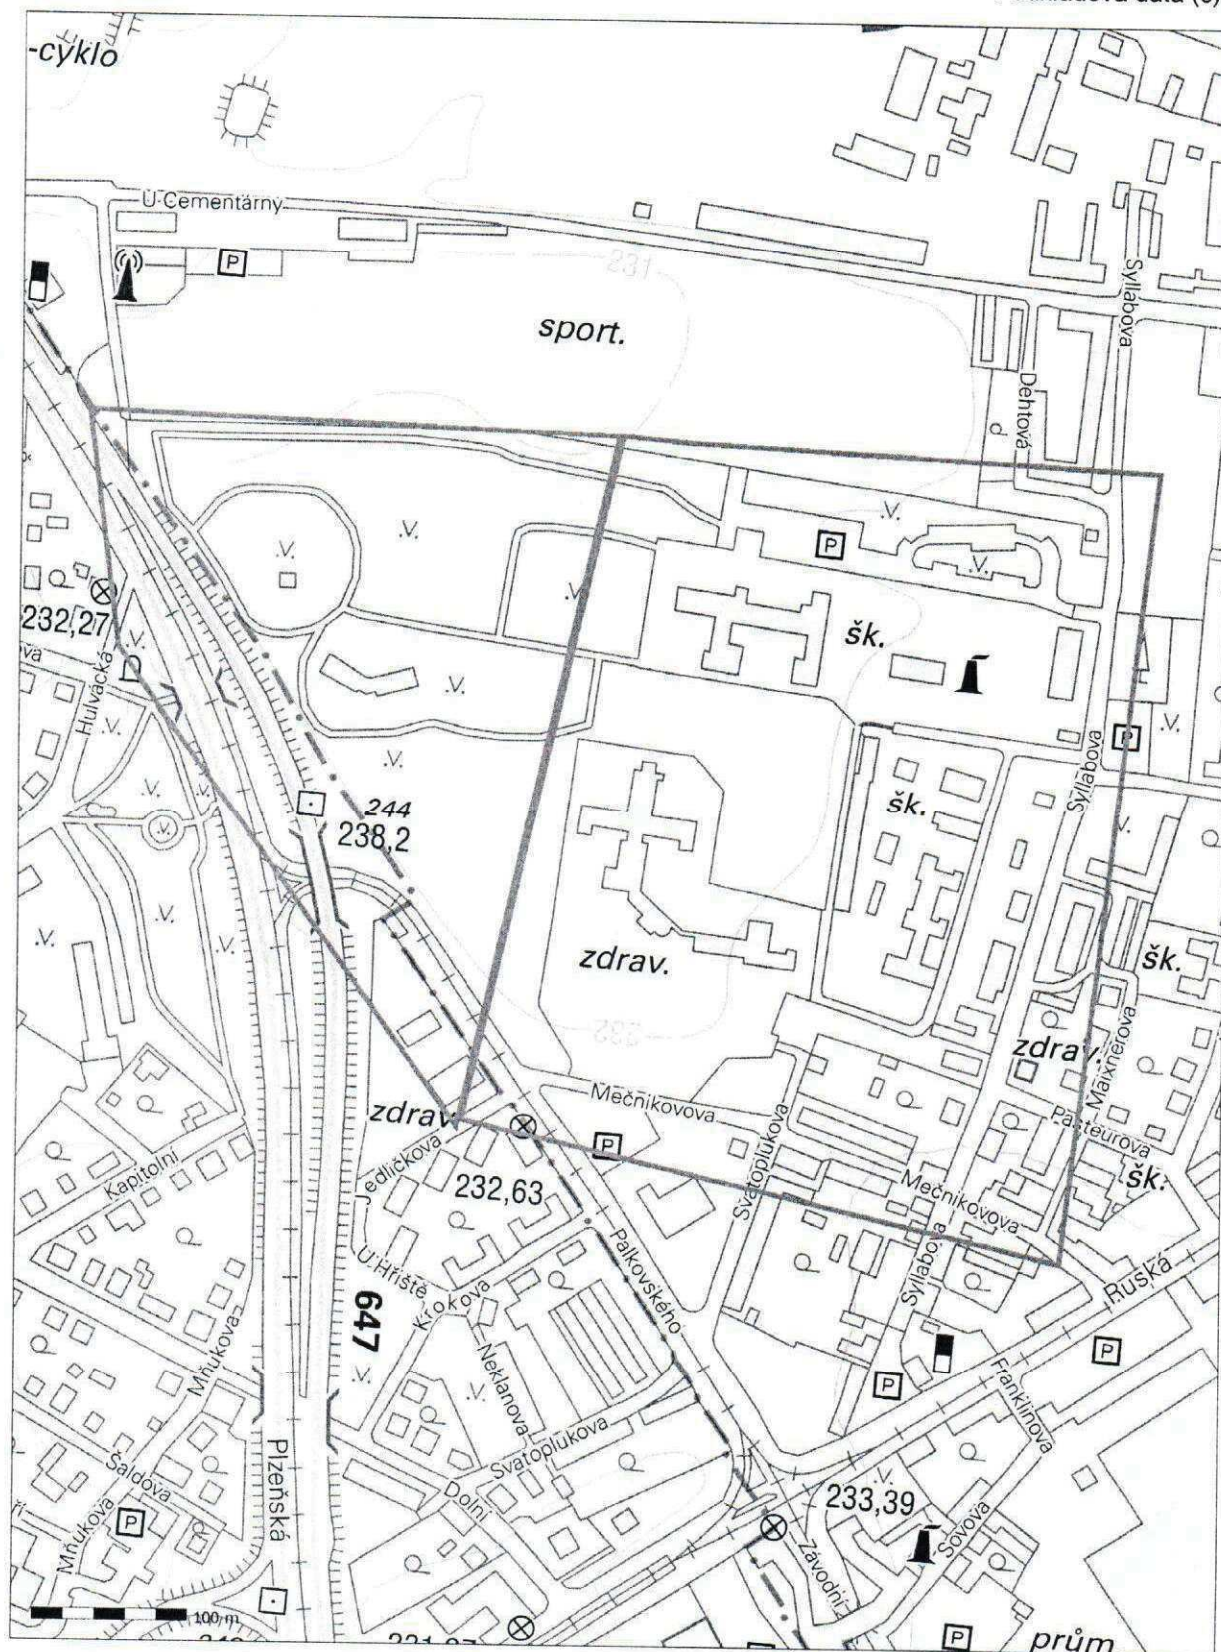 -cyklo
U Cementárny
P
231
sport.
Syllabova
Dehtová
.V.
.V.
.V.
P
.V.
.V.
232,27
Hulvácká
.V.
šk.
.V.
P
.V.
.V.
Syllabova
.V.
.V.
244
238,2
šk.
.V.
.V.
.V.
.V.
.V.
zdrav.
šk.
232
zdrav.
Maixnerova
Mečnikovova
zdrav.
P
Pasteurova
Svatoplukova
Kapitolní
Jedličkova
232,63
šk.
Mečnikovova
Syllabova
U Hřiště
Krokova
Palkovského
Ruská
647
Mňukova
Neklanova
.V.
.V.
P
P
Franklinova
Svatoplukova
Šaldova
Plzeňská
Dolní
.V.
233,39
Mňukova
P
Sovova
Závodní
100 m
P
prům